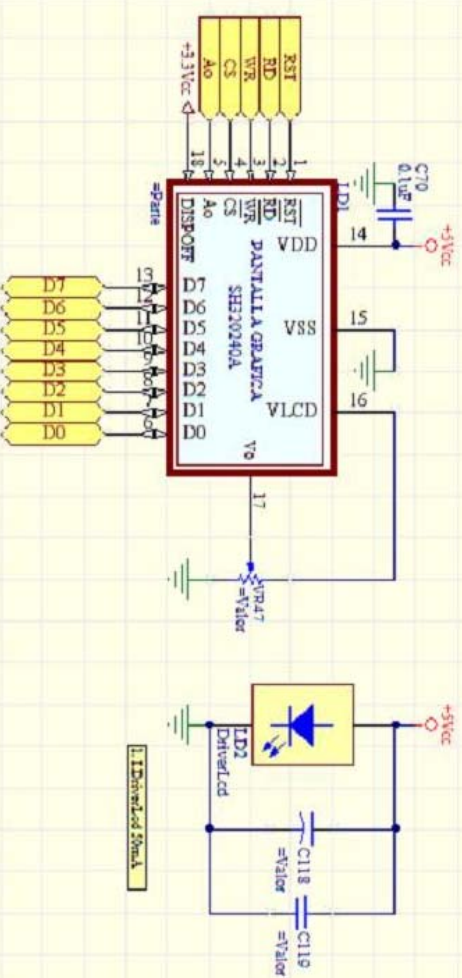 +5Vcc
C70
0.1uF
LD1
14
VDD
15
VSS
16
VLCD
PANTALLA GRAFICA
SH320240A
RST
1
RST
RD
2
RD
WR
3
WR
CS
4
CS
Ao
5
Ao
+3.3Vcc
18
DISPOFF
=Parte
D7
13
D7
D6
D6
D5
D5
D4
D4
D3
D3
D2
D2
D1
D1
D0
D0
Vo
17
VR47
=Valor
+5Vcc
LD2
DriverLcd
C118
=Valor
C119
=Valor
1. I.DriverLcd 50mA